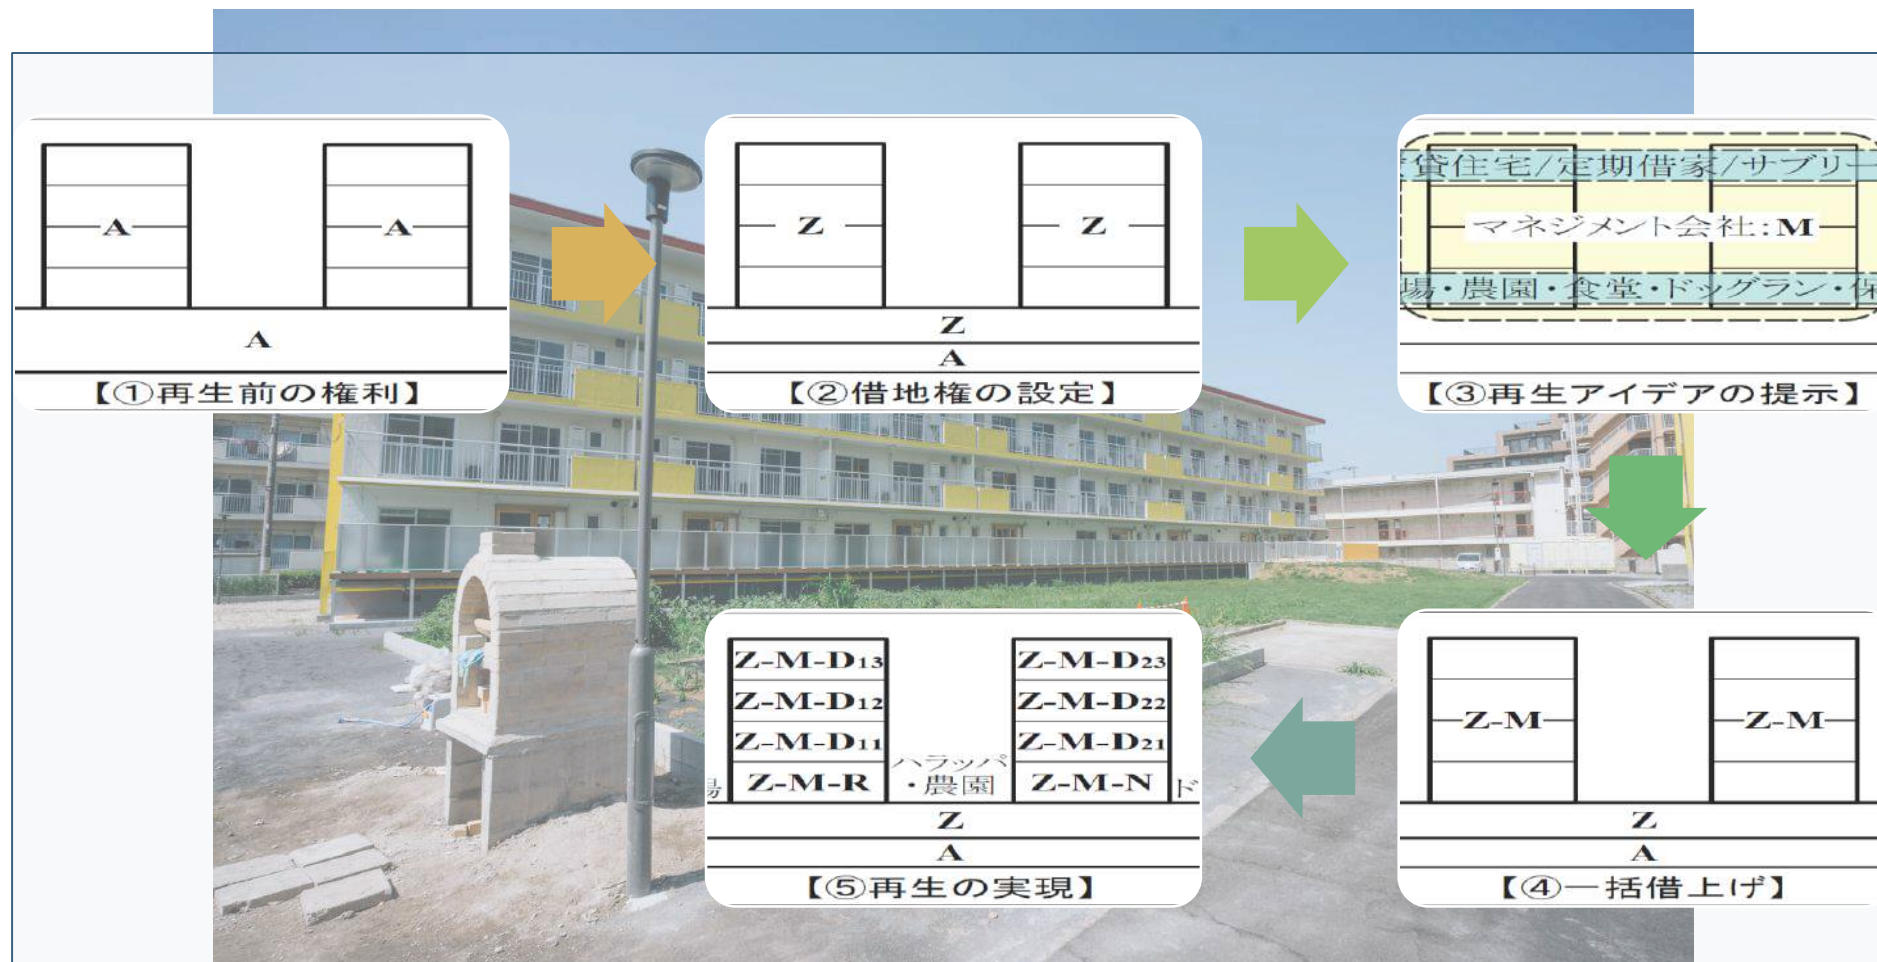 A
A
A
【①再生前の権利】
Z
Z
Z
A
【②借地権の設定】
貸住宅/定期借家/サブリー
マネジメント会社:M
場・農園・食堂・ドッグラン・保
【③再生アイデアの提示】
Z-M
Z-M
Z
A
【④一括借上げ】
Z-M-D13
Z-M-D23
Z-M-D12
Z-M-D22
Z-M-D11
Z-M-D21
ハラッパ
・農園
Z-M-R
Z-M-N
ド
Z
A
【⑤再生の実現】